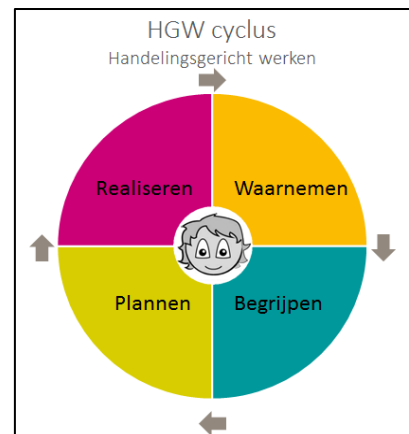 HGW cyclus
Handelingsgericht werken
Realiseren
Waarnemen
Plannen
Begrijpen